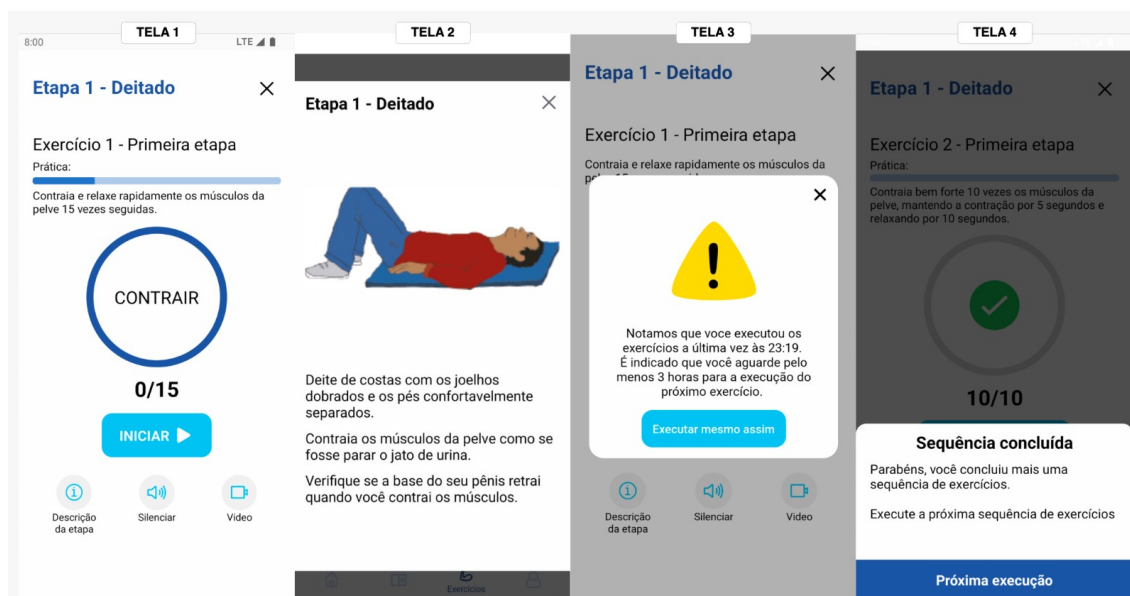 TELA 1
8:00
LTE
Etapa 1 - Deitado
Exercício 1 - Primeira etapa
Prática:
Contraia e relaxe rapidamente os músculos da
pelve 15 vezes seguidas.
CONTRAIR
0/15
INICIAR
Descrição
da etapa
Silenciar
Video
TELA 2
Etapa 1 - Deitado
Deite de costas com os joelhos
dobrados e os pés confortavelmente
separados.
Contraia os músculos da pelve como se
fosse parar o jato de urina.
Verifique se a base do seu pênis retrai
quando você contrai os músculos.
Exercícios
TELA 3
Etapa 1 - Deitado
Exercício 1 - Primeira etapa
Contraia e relaxe rapidamente os músculos da
Notamos que voce executou os
exercícios a última vez às 23:19.
É indicado que você aguarde pelo
menos 3 horas para a execução do
próximo exercício.
Executar mesmo assim
Descrição
da etapa
Silenciar
Video
TELA 4
Etapa 1 - Deitado
Exercício 2 - Primeira etapa
Prática:
Contraia bem forte 10 vezes os músculos da
pelve, mantendo a contração por 5 segundos e
relaxando por 10 segundos.
10/10
Sequência concluída
Parabéns, você concluiu mais uma
sequência de exercícios.
Execute a próxima sequência de exercícios
Próxima execução